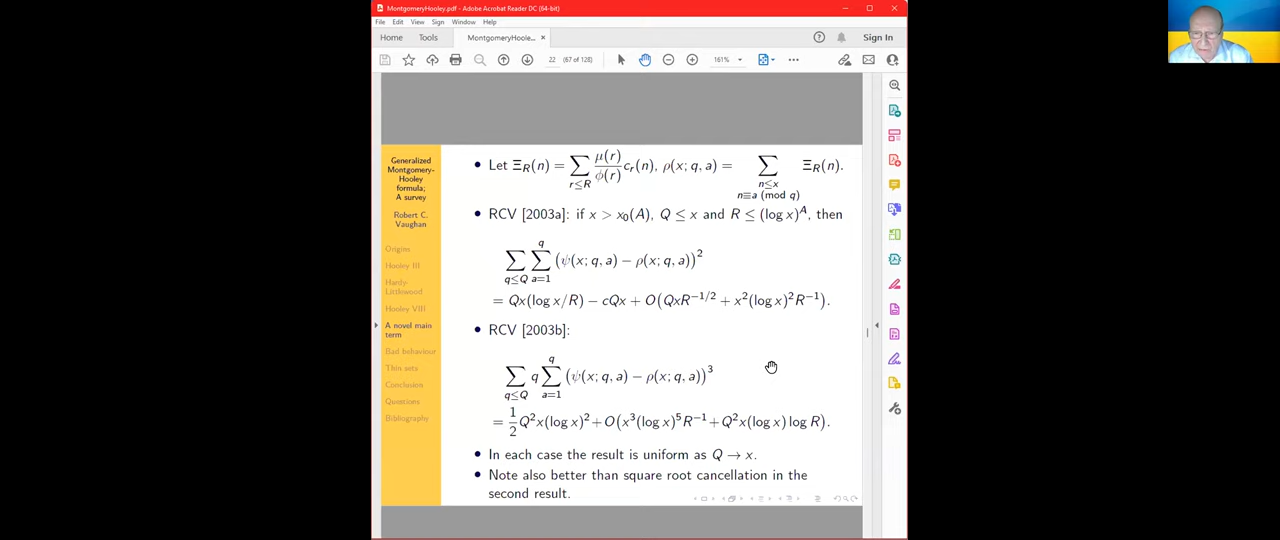 MontgomeryHooley.pdf - Adobe Acrobat Reader DC (64-bit)
File Edit View Sign Window Help
Home Tools MontgomeryHoole... × Sign In
22 (67 of 128) 161%
Generalized
Montgomery-
Hooley
formula;
A survey
Robert C.
Vaughan
Origins
Hooley III
Hardy-
Littlewood
Hooley VIII
A novel main
term
Bad behaviour
Thin sets
Conclusion
Questions
Bibliography
• Let Ξ_R(n) = ∑_{r≤R} μ(r)/φ(r) c_r(n), ρ(x; q, a) = ∑_{n≤x, n≡a (mod q)} Ξ_R(n).
• RCV [2003a]: if x > x_0(A), Q ≤ x and R ≤ (log x)^A, then
∑_{q≤Q} ∑_{a=1}^{q} (ψ(x; q, a) − ρ(x; q, a))^2
= Qx(log x/R) − cQx + O(QxR^{−1/2} + x^2(log x)^2R^{−1}).
• RCV [2003b]:
∑_{q≤Q} q ∑_{a=1}^{q} (ψ(x; q, a) − ρ(x; q, a))^3
= 1/2 Q^2x(log x)^2 + O(x^3(log x)^5R^{−1} + Q^2x(log x) log R).
• In each case the result is uniform as Q → x.
• Note also better than square root cancellation in the
second result.